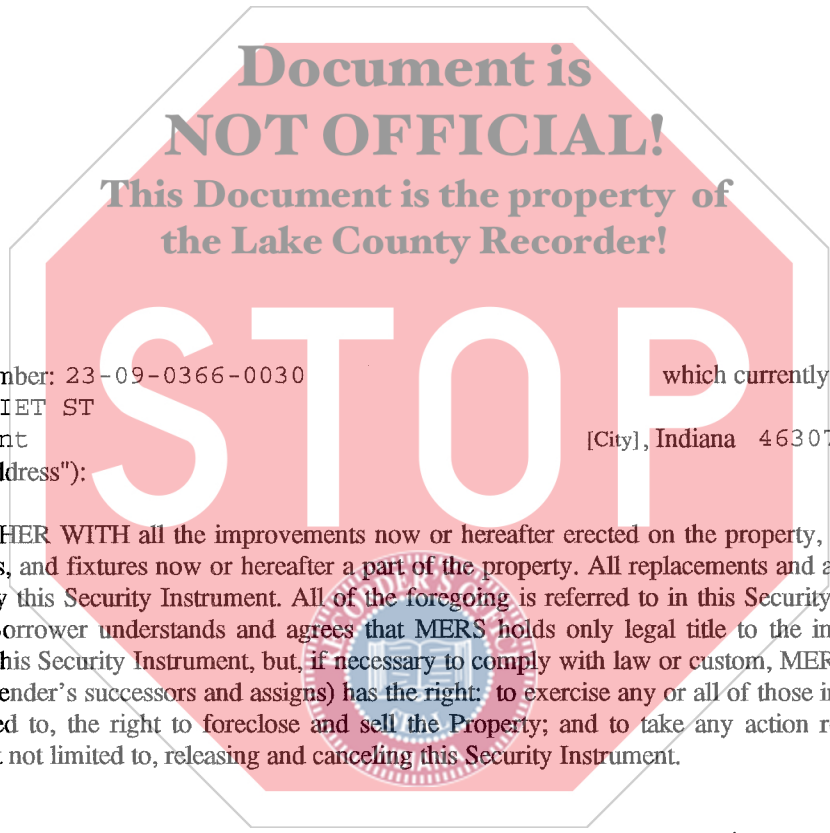 Document is
NOT OFFICIAL!
This Document is the property of
the Lake County Recorder!
STOP
mber: 23-09-0366-0030 which currently
IET ST
nt [City], Indiana 46307
ddress"):
HER WITH all the improvements now or hereafter erected on the property,
s, and fixtures now or hereafter a part of the property. All replacements and a
y this Security Instrument. All of the foregoing is referred to in this Security
orrower understands and agrees that MERS holds only legal title to the in
his Security Instrument, but, if necessary to comply with law or custom, MER
ender's successors and assigns) has the right: to exercise any or all of those in
ed to, the right to foreclose and sell the Property; and to take any action r
t not limited to, releasing and canceling this Security Instrument.
RECORDER'S OFFICE